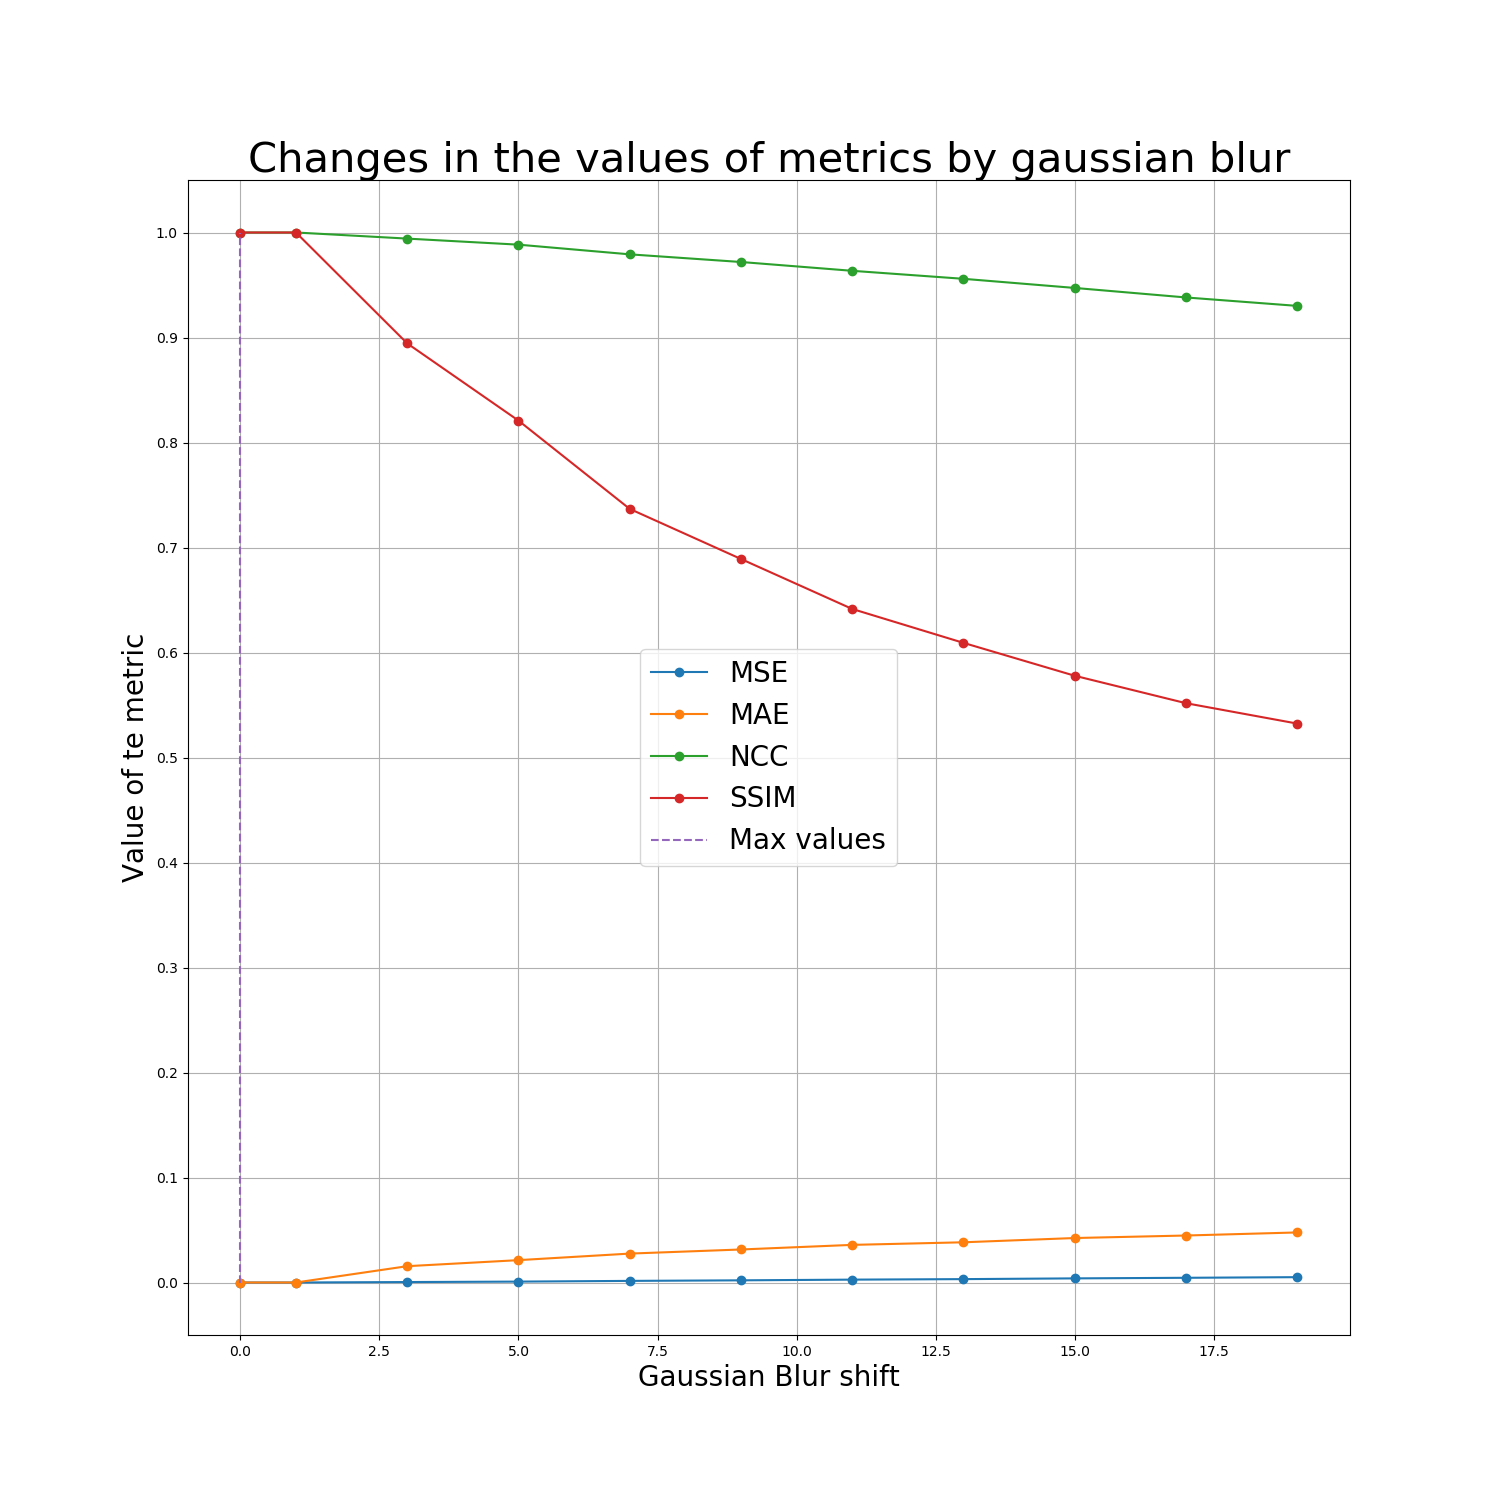 Changes in the values of metrics by gaussian blur
1.0
0.9
0.8
0.7
0.6
0.5
0.4
0.3
0.2
0.1
0.0
Value of te metric
MSE
MAE
NCC
SSIM
Max values
0.0 2.5 5.0 7.5 10.0 12.5 15.0 17.5
Gaussian Blur shift